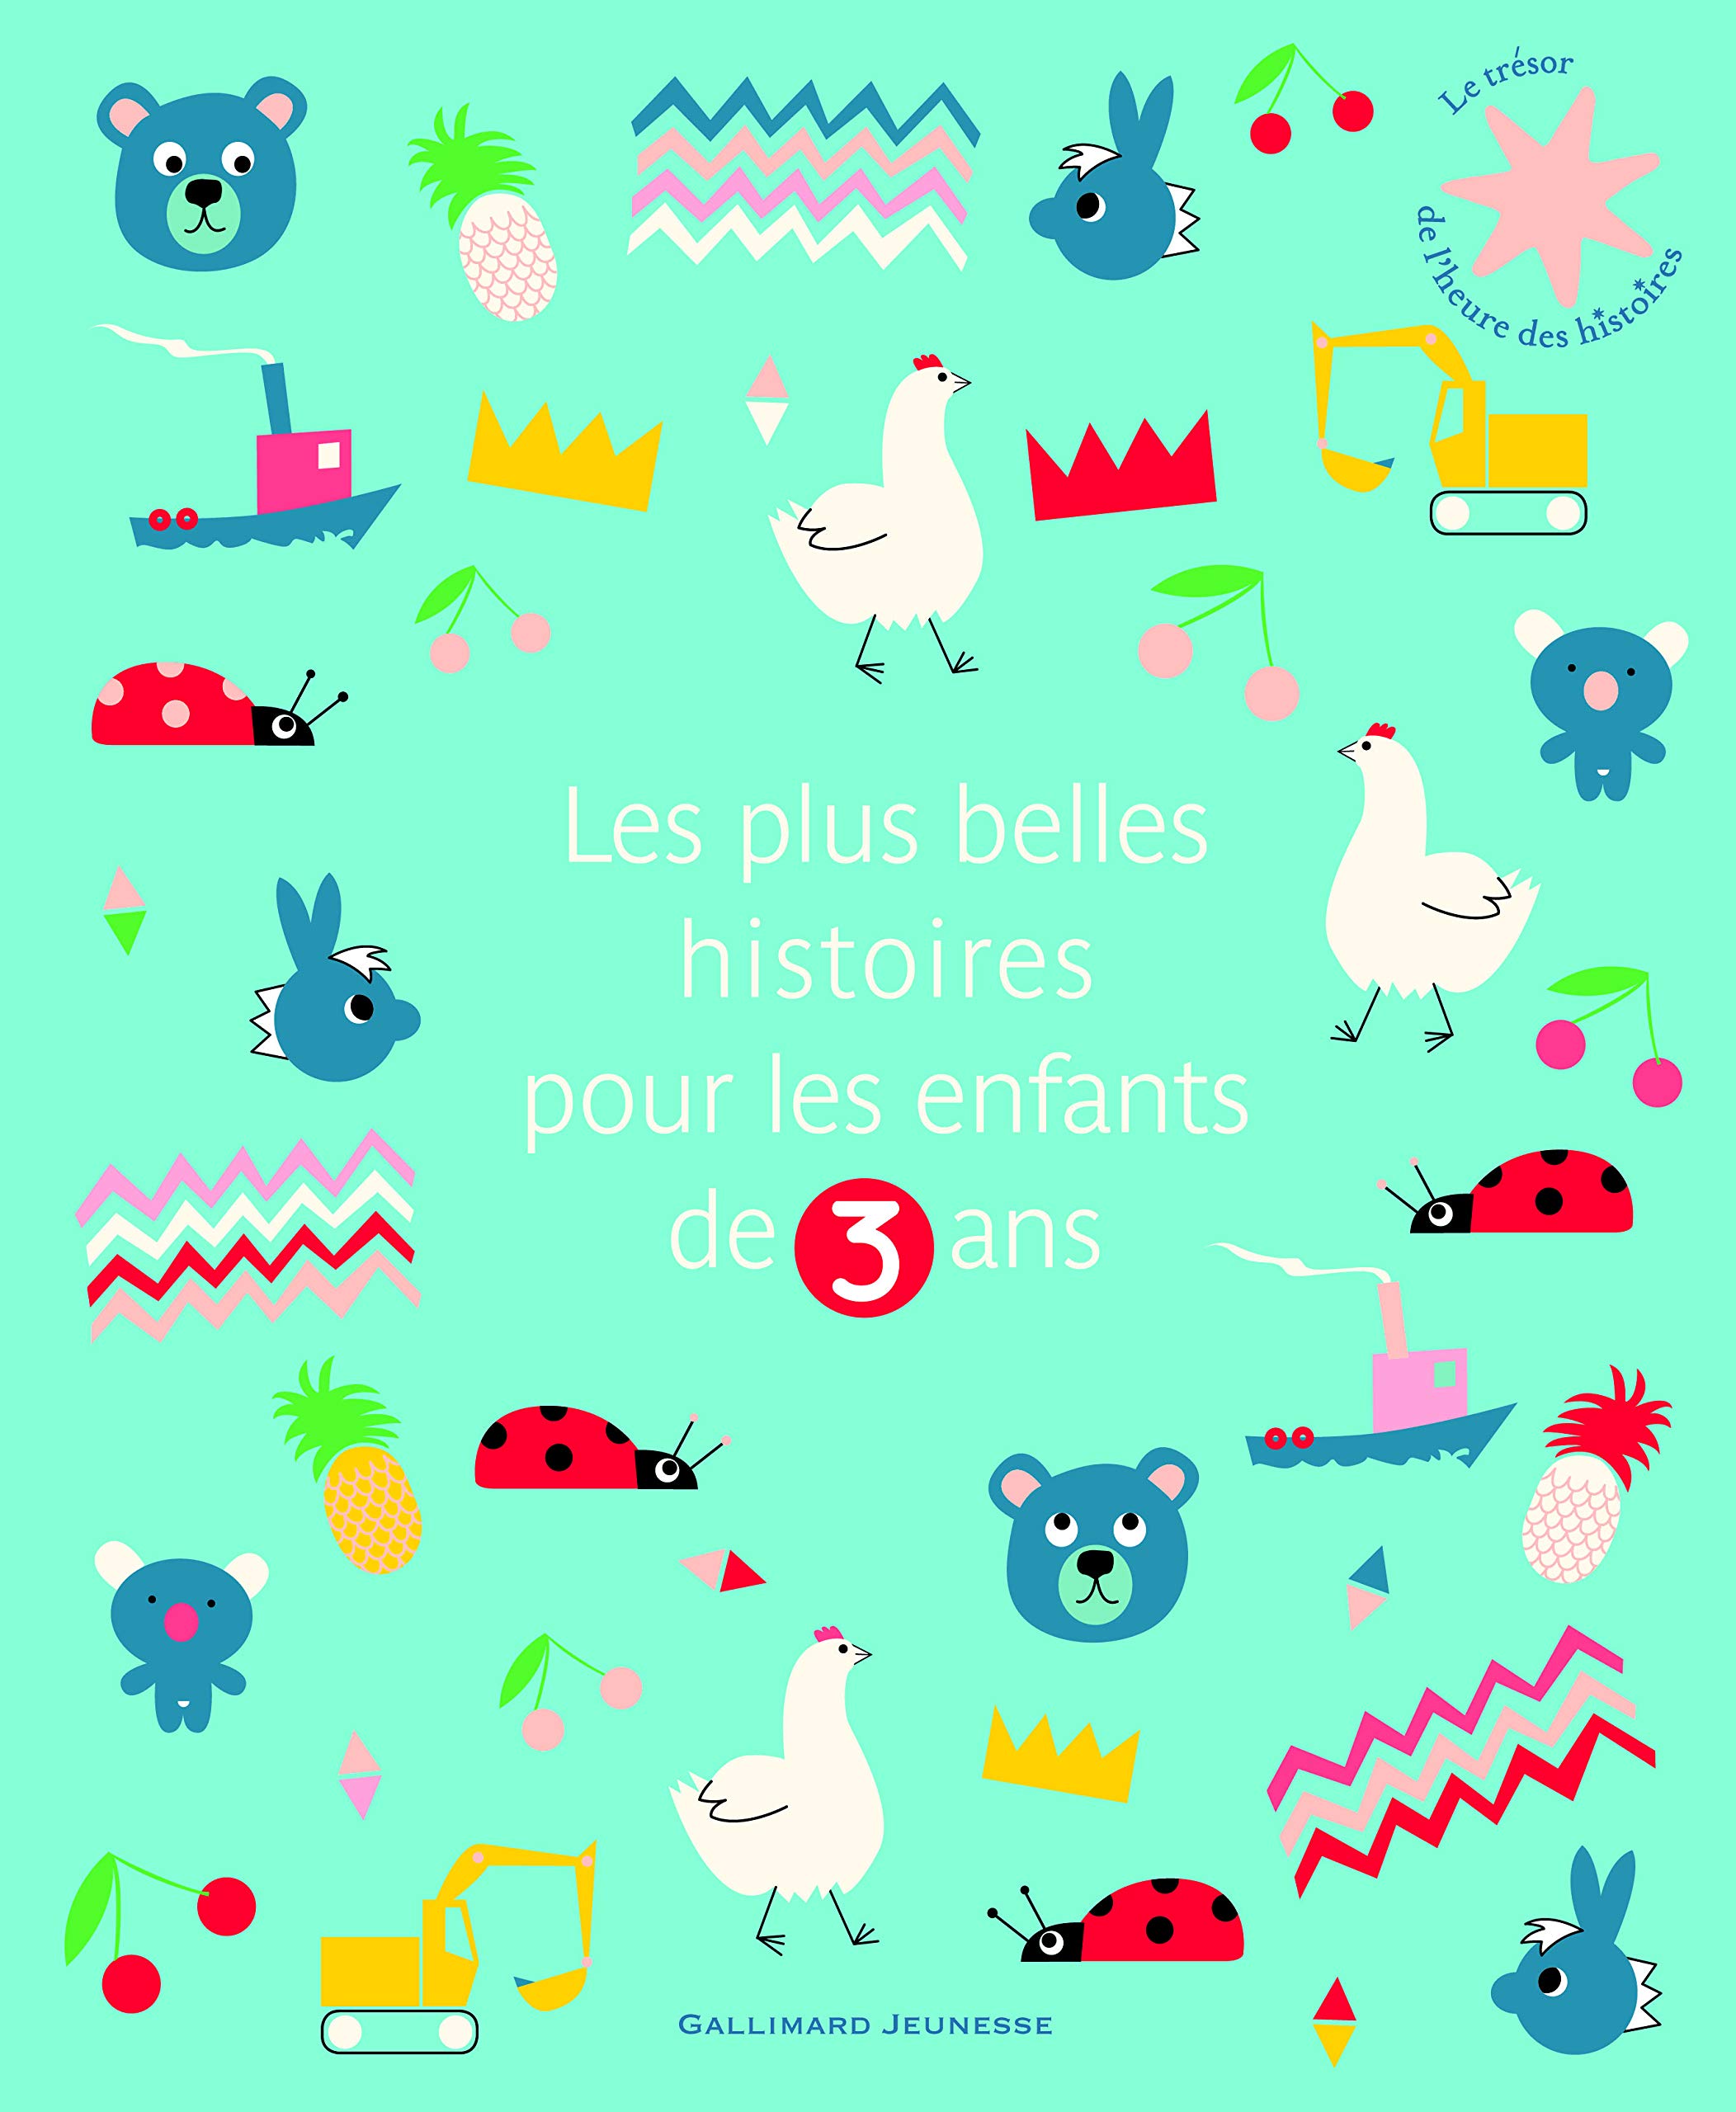 Le trésor
de l'heure des histoires
Les plus belles
histoires
pour les enfants
de 3 ans
GALLIMARD JEUNESSE